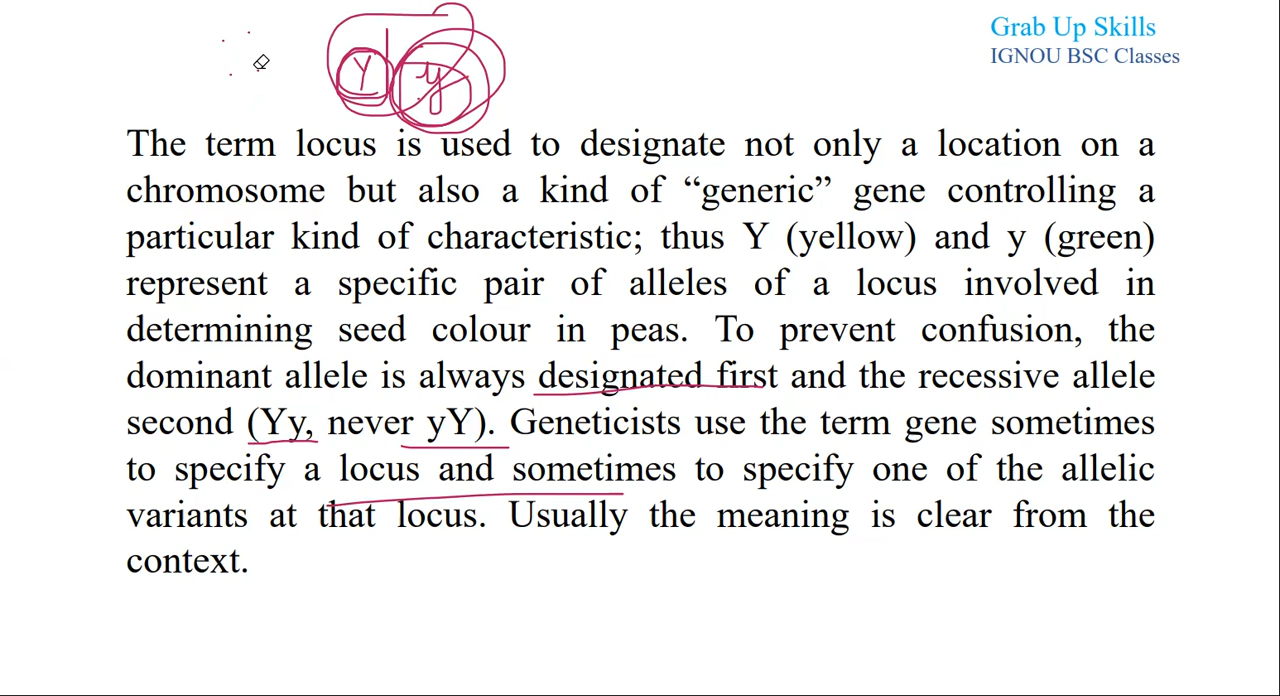 Grab Up Skills
IGNOU BSC Classes
Y y
The term locus is used to designate not only a location on a
chromosome but also a kind of “generic” gene controlling a
particular kind of characteristic; thus Y (yellow) and y (green)
represent a specific pair of alleles of a locus involved in
determining seed colour in peas. To prevent confusion, the
dominant allele is always designated first and the recessive allele
second (Yy, never yY). Geneticists use the term gene sometimes
to specify a locus and sometimes to specify one of the allelic
variants at that locus. Usually the meaning is clear from the
context.